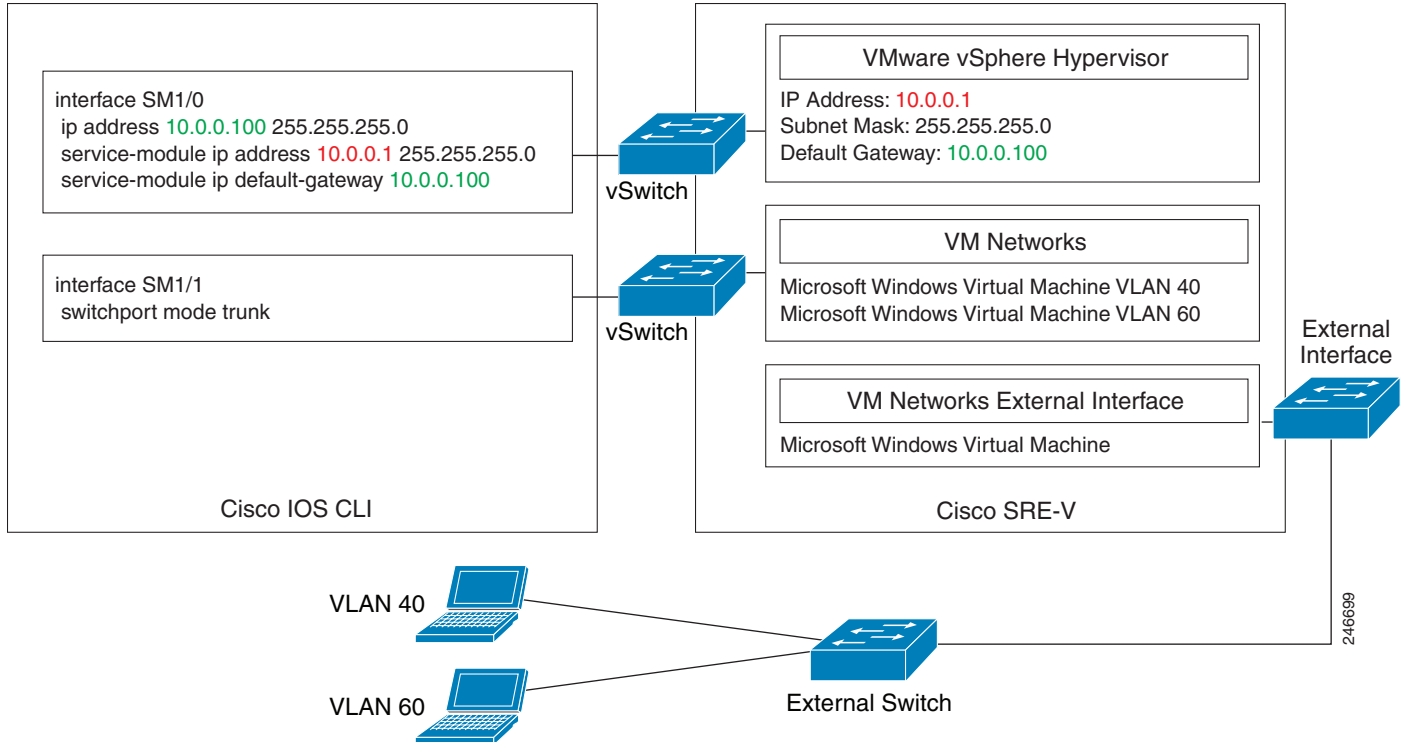 interface SM1/0
ip address 10.0.0.100 255.255.255.0
service-module ip address 10.0.0.1 255.255.255.0
service-module ip default-gateway 10.0.0.100
interface SM1/1
switchport mode trunk
Cisco IOS CLI
vSwitch
vSwitch
VMware vSphere Hypervisor
IP Address: 10.0.0.1
Subnet Mask: 255.255.255.0
Default Gateway: 10.0.0.100
VM Networks
Microsoft Windows Virtual Machine VLAN 40
Microsoft Windows Virtual Machine VLAN 60
VM Networks External Interface
Microsoft Windows Virtual Machine
Cisco SRE-V
External
Interface
VLAN 40
VLAN 60
External Switch
246699